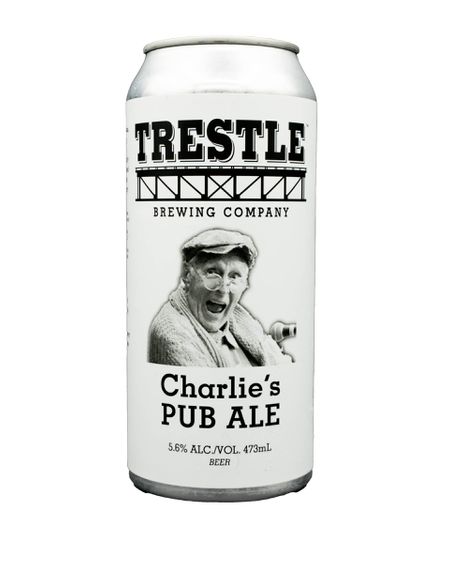 TRESTLE
BREWING COMPANY
Charlie's
PUB ALE
5.6% ALC./VOL. 473mL
BEER